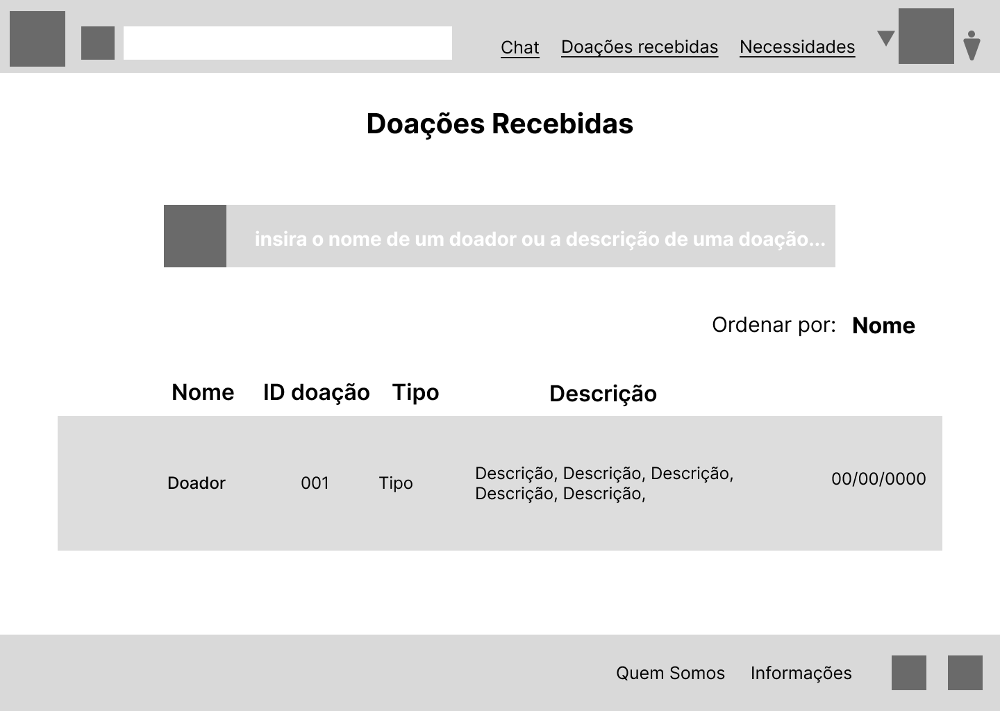 Chat Doações recebidas Necessidades
Doações Recebidas
insira o nome de um doador ou a descrição de uma doação...
Ordenar por: Nome
Nome ID doação Tipo Descrição
Doador 001 Tipo Descrição, Descrição, Descrição, 00/00/0000
Descrição, Descrição,
Quem Somos Informações